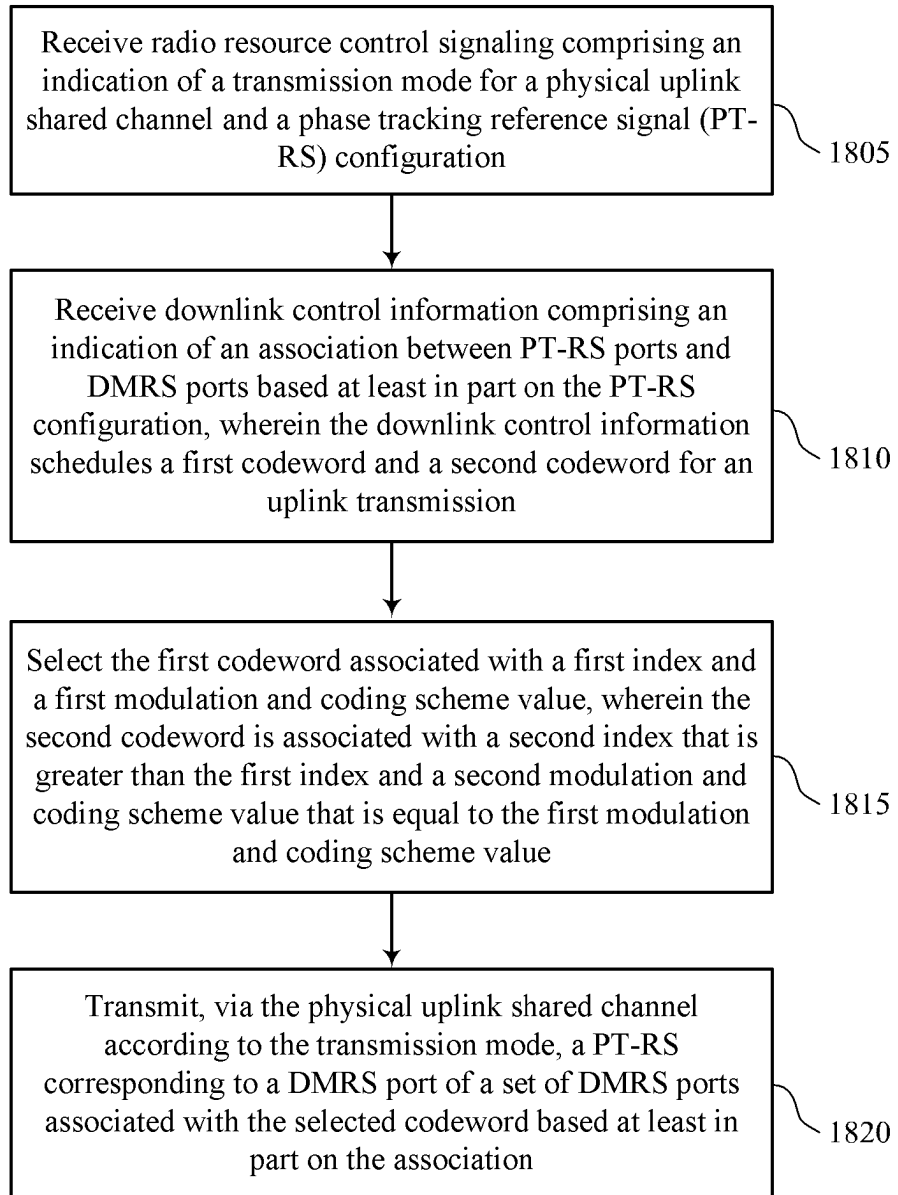 Receive radio resource control signaling comprising an
indication of a transmission mode for a physical uplink
shared channel and a phase tracking reference signal (PT-
RS) configuration
1805
Receive downlink control information comprising an
indication of an association between PT-RS ports and
DMRS ports based at least in part on the PT-RS
configuration, wherein the downlink control information
schedules a first codeword and a second codeword for an
uplink transmission
1810
Select the first codeword associated with a first index and
a first modulation and coding scheme value, wherein the
second codeword is associated with a second index that is
greater than the first index and a second modulation and
coding scheme value that is equal to the first modulation
and coding scheme value
1815
Transmit, via the physical uplink shared channel
according to the transmission mode, a PT-RS
corresponding to a DMRS port of a set of DMRS ports
associated with the selected codeword based at least in
part on the association
1820